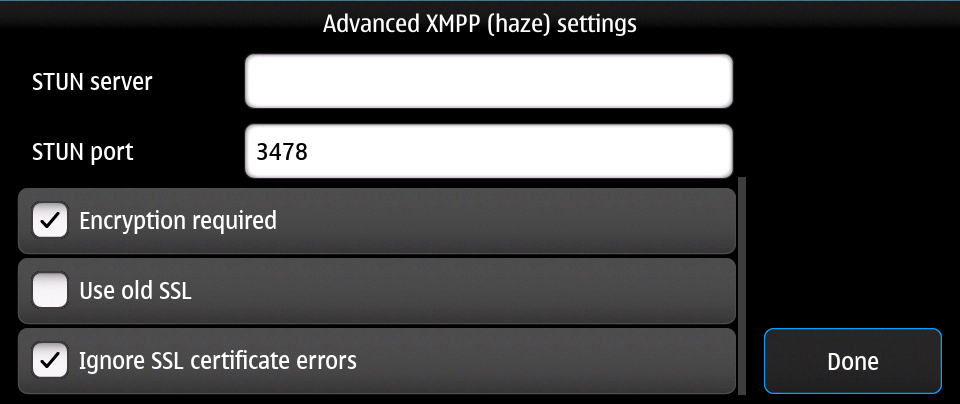 Advanced XMPP (haze) settings
STUN server
STUN port 3478
Encryption required
Use old SSL
Ignore SSL certificate errors
Done